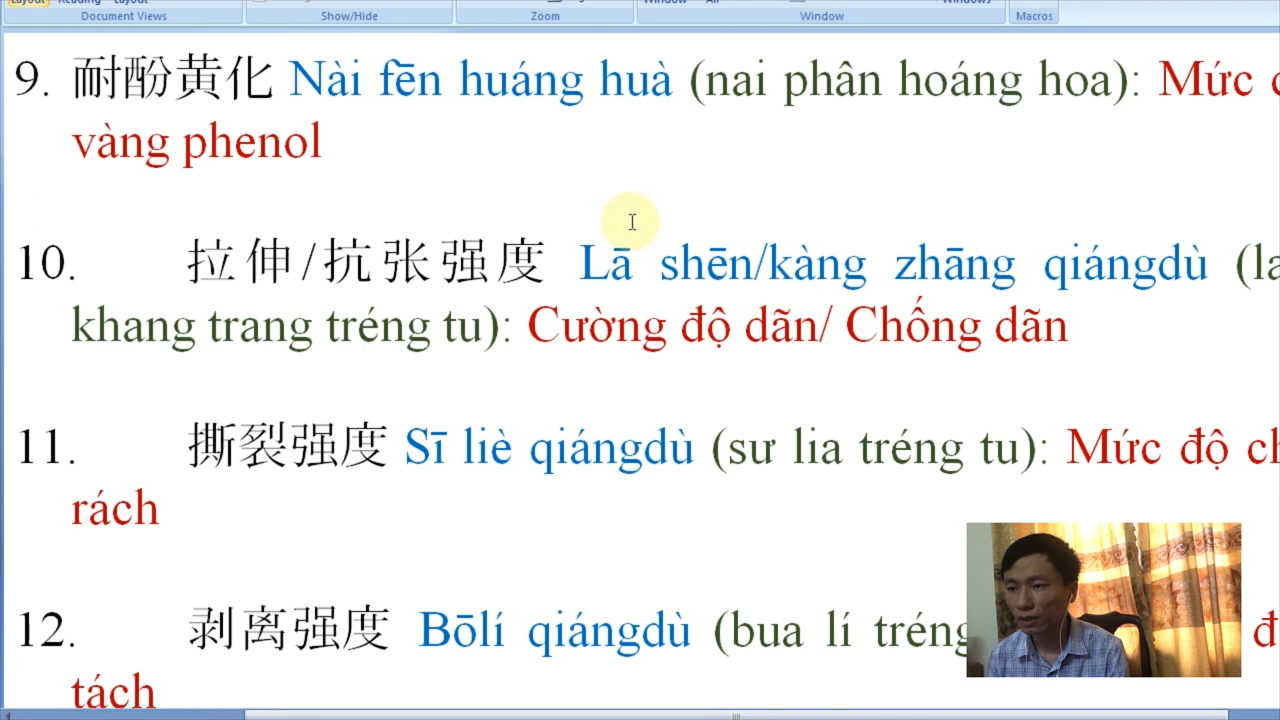 Document Views Show/Hide Zoom Window Macros
9. 耐酚黄化 Nài fēn huáng huà (nai phân hoáng hoa): Mức
vàng phenol
10. 拉伸/抗张强度 Lā shēn/kàng zhāng qiángdù (la
khang trang tréng tu): Cường độ dãn/ Chống dãn
11. 撕裂强度 Sī liè qiángdù (sư lia tréng tu): Mức độ
rách
12. 剥离强度 Bōlí qiángdù (bua lí tréng
tách